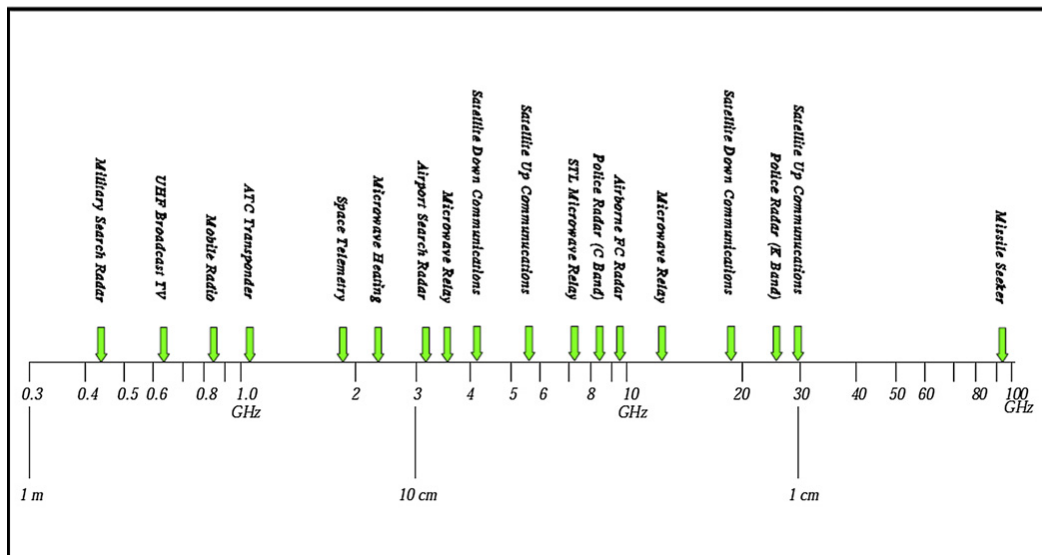 Military Search Radar
UHF Broadcast TV
Mobile Radio
ATC Transponder
Space Telemetry
Microwave Heating
Airport Search Radar
Microwave Relay
Satellite Down Communications
Satellite Up Communications
STL Microwave Relay
Police Radar (C Band)
Airborne FC Radar
Microwave Relay
Satellite Down Communications
Police Radar (K Band)
Satellite Up Communications
Missile Seeker
0.3 0.4 0.5 0.6 0.8 1.0 2 3 4 5 6 8 10 20 30 40 50 60 80 100
GHz GHz GHz
1 m 10 cm 1 cm